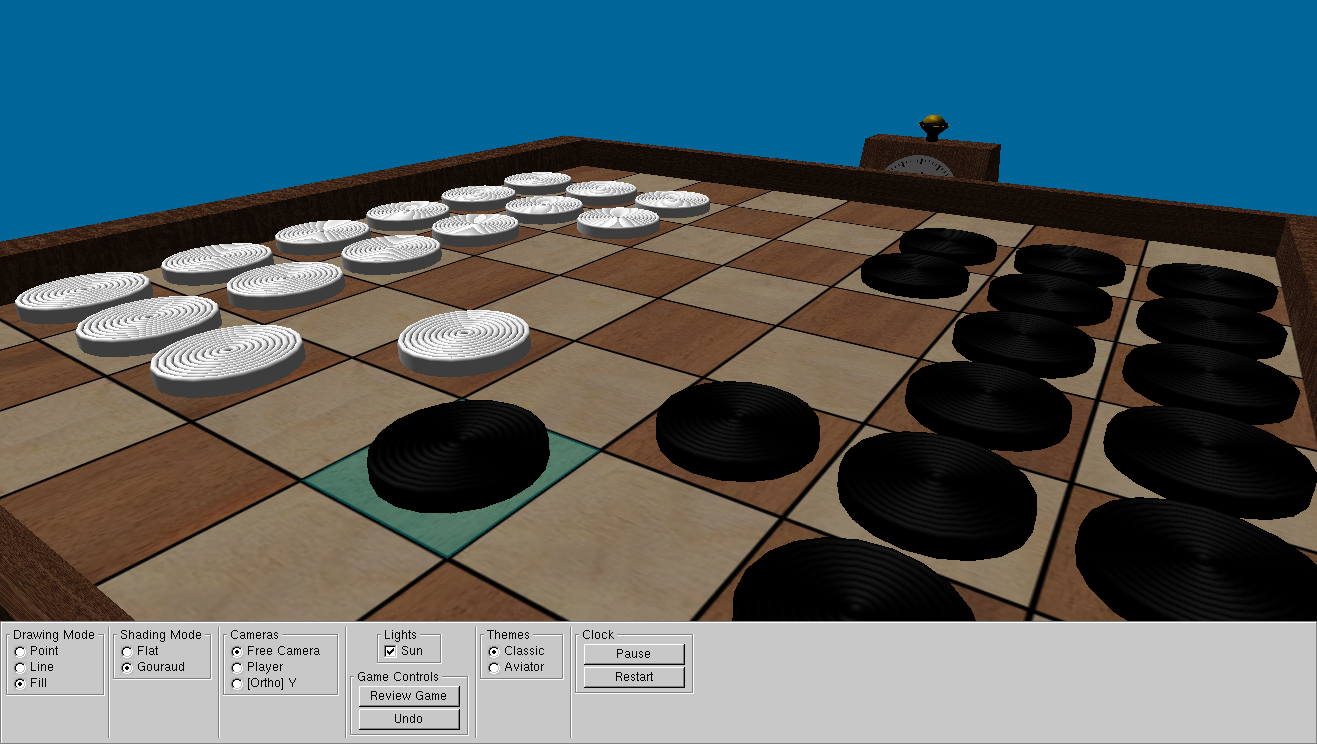 Drawing Mode
Point
Line
Fill
Shading Mode
Flat
Gouraud
Cameras
Free Camera
Player
[Ortho] Y
Lights
Sun
Game Controls
Review Game
Undo
Themes
Classic
Aviator
Clock
Pause
Restart